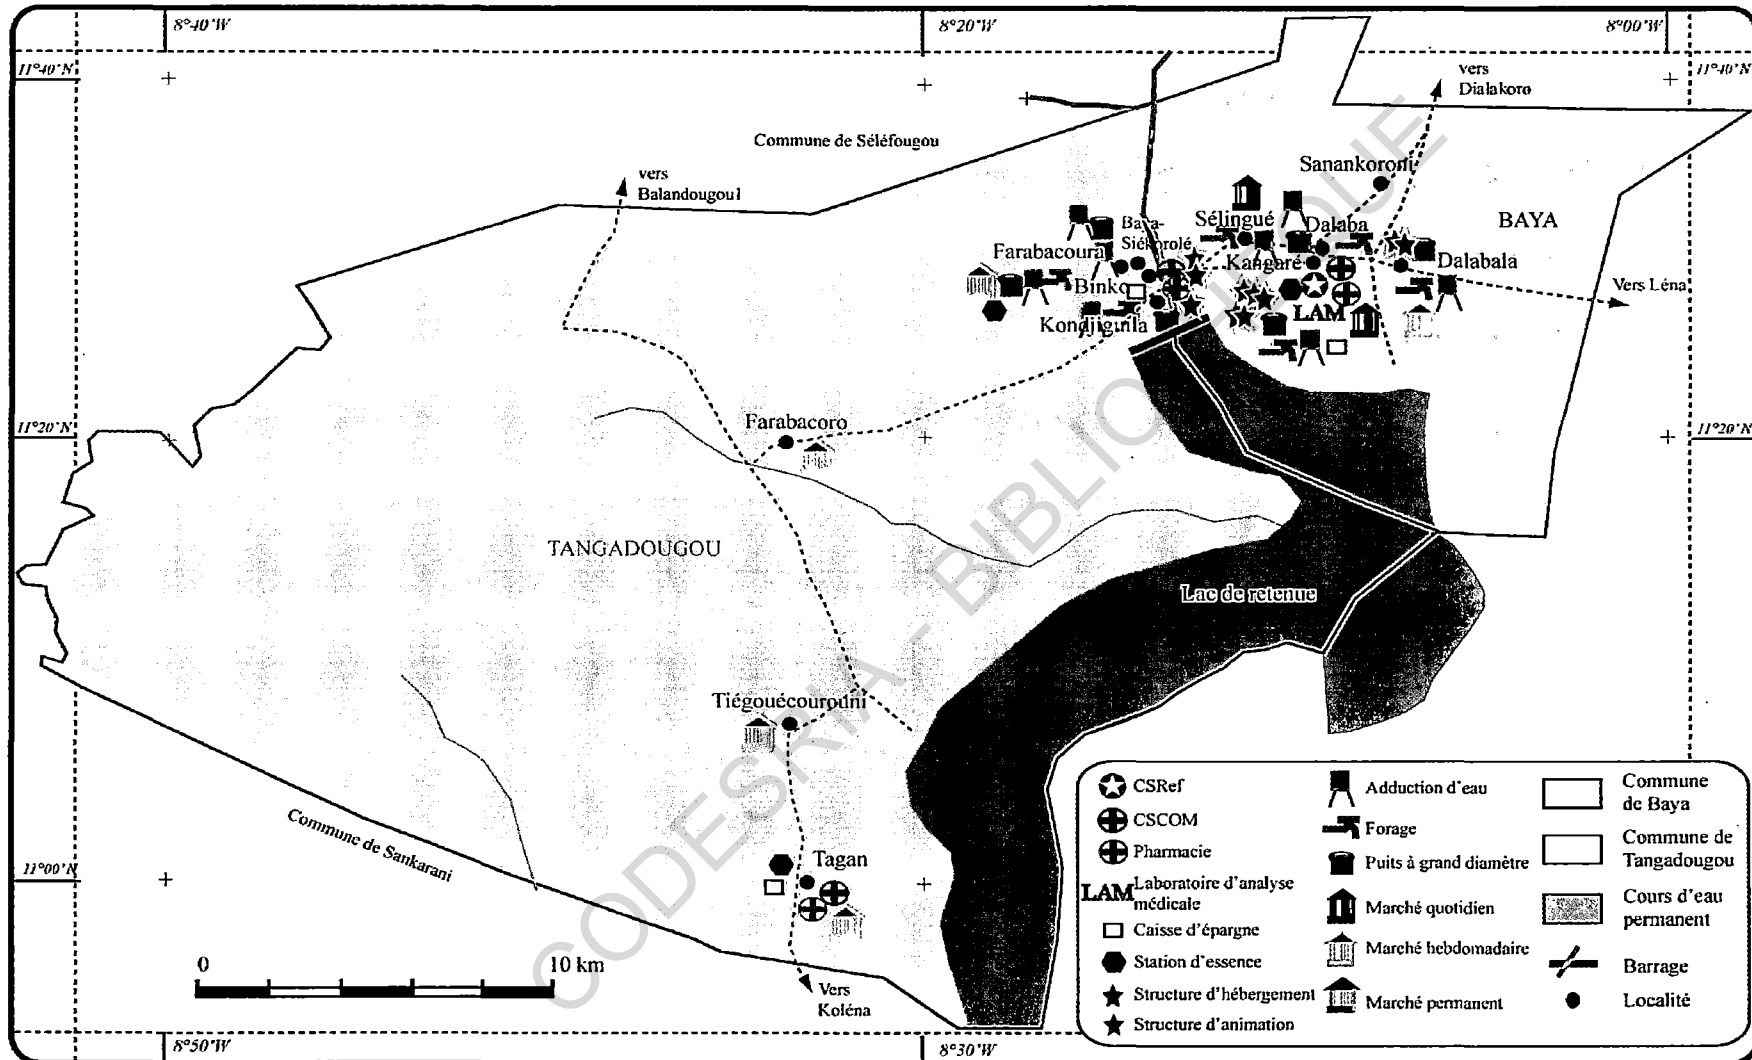 8°40'W
8°20'W
8°00'W
11°40'N
11°40'N
vers
Dialakoro
Commune de Séléfougou
vers
Balandougou1
Sanankoroni
BAYA
Sélingué
Dalaba
Baya-
Siékorolé
Farabacoura
Kangaré
Dalabala
Binko
Vers Léna
LAM
Kondjiguila
Farabacoro
11°20'N
11°20'N
TANGADOUGOU
Lac de retenue
Tiégouécourouni
Commune de Sankarani
Tagan
11°00'N
11°00'N
Vers
Koléna
0 10 km
CSRef
CSCOM
Pharmacie
LAM Laboratoire d'analyse
médicale
Caisse d'épargne
Station d'essence
Structure d'hébergement
Structure d'animation
Adduction d'eau
Forage
Puits à grand diamètre
Marché quotidien
Marché hebdomadaire
Marché permanent
Commune
de Baya
Commune de
Tangadougou
Cours d'eau
permanent
Barrage
Localité
8°50'W
8°30'W
CODESRIA - BIBLIOTHEQUE